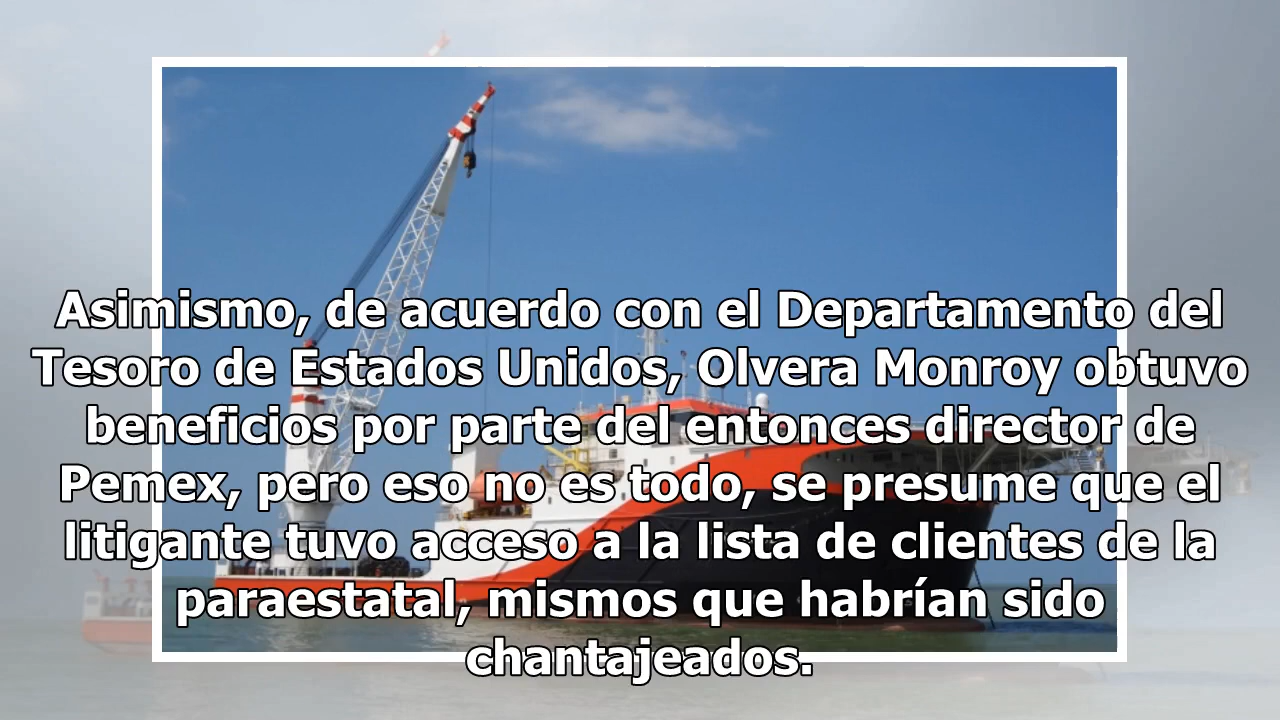 Asimismo, de acuerdo con el Departamento del
Tesoro de Estados Unidos, Olvera Monroy obtuvo
beneficios por parte del entonces director de
Pemex, pero eso no es todo, se presume que el
litigante tuvo acceso a la lista de clientes de la
paraestatal, mismos que habrían sido
chantajeados.